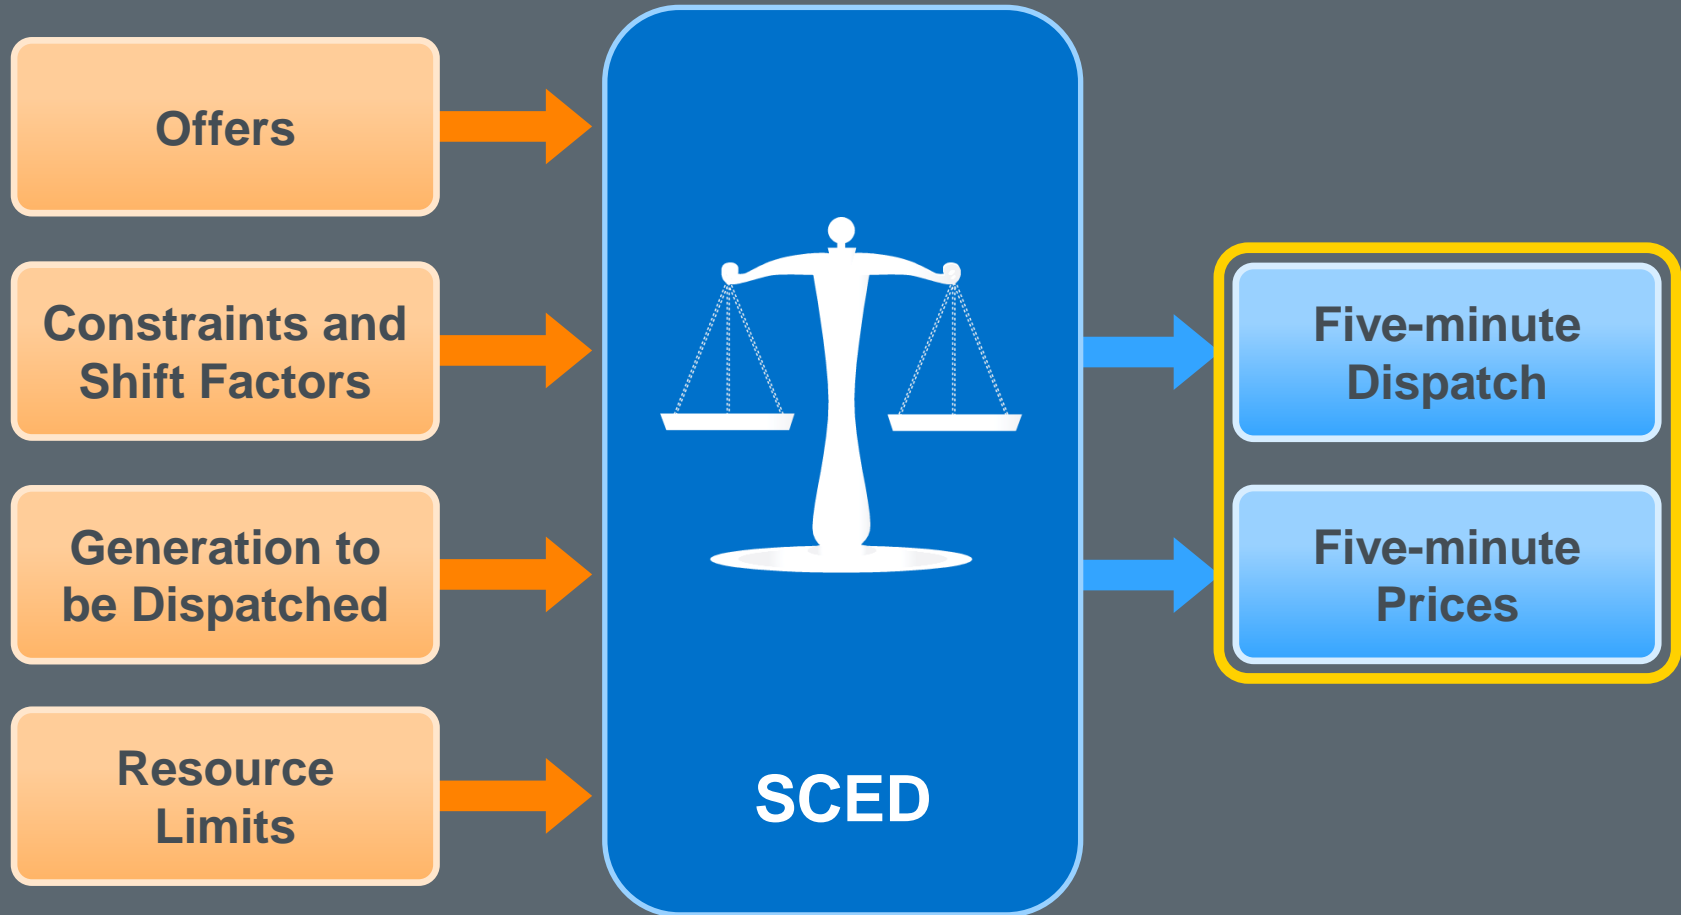 Offers
Constraints and
Shift Factors
Generation to
be Dispatched
Resource
Limits
SCED
Five-minute
Dispatch
Five-minute
Prices